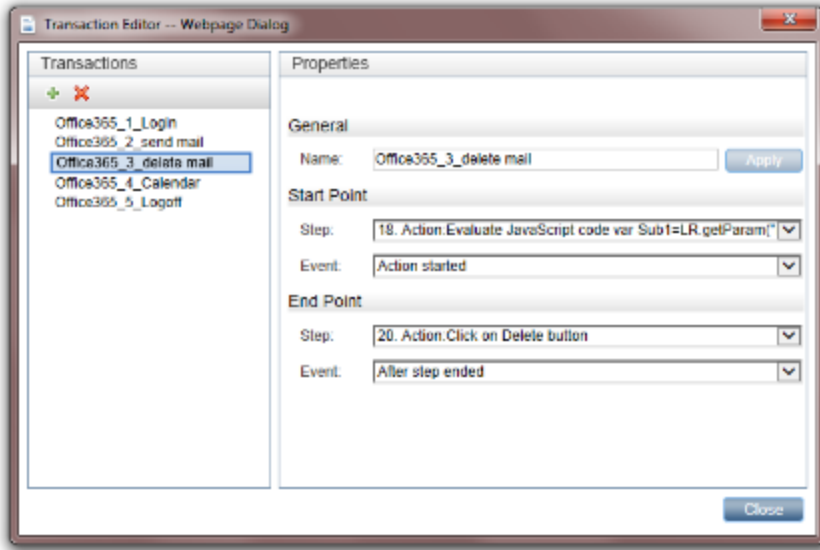 Transaction Editor -- Webpage Dialog
x
Transactions
Office365_1_Login
Office365_2_send mail
Office365_3_delete mail
Office365_4_Calendar
Office365_5_Logoff
Properties
General
Name: Office365_3_delete mail Apply
Start Point
Step: 18. Action:Evaluate JavaScript code var Sub1=LR.getParam("
Event: Action started
End Point
Step: 20. Action:Click on Delete button
Event: After step ended
Close